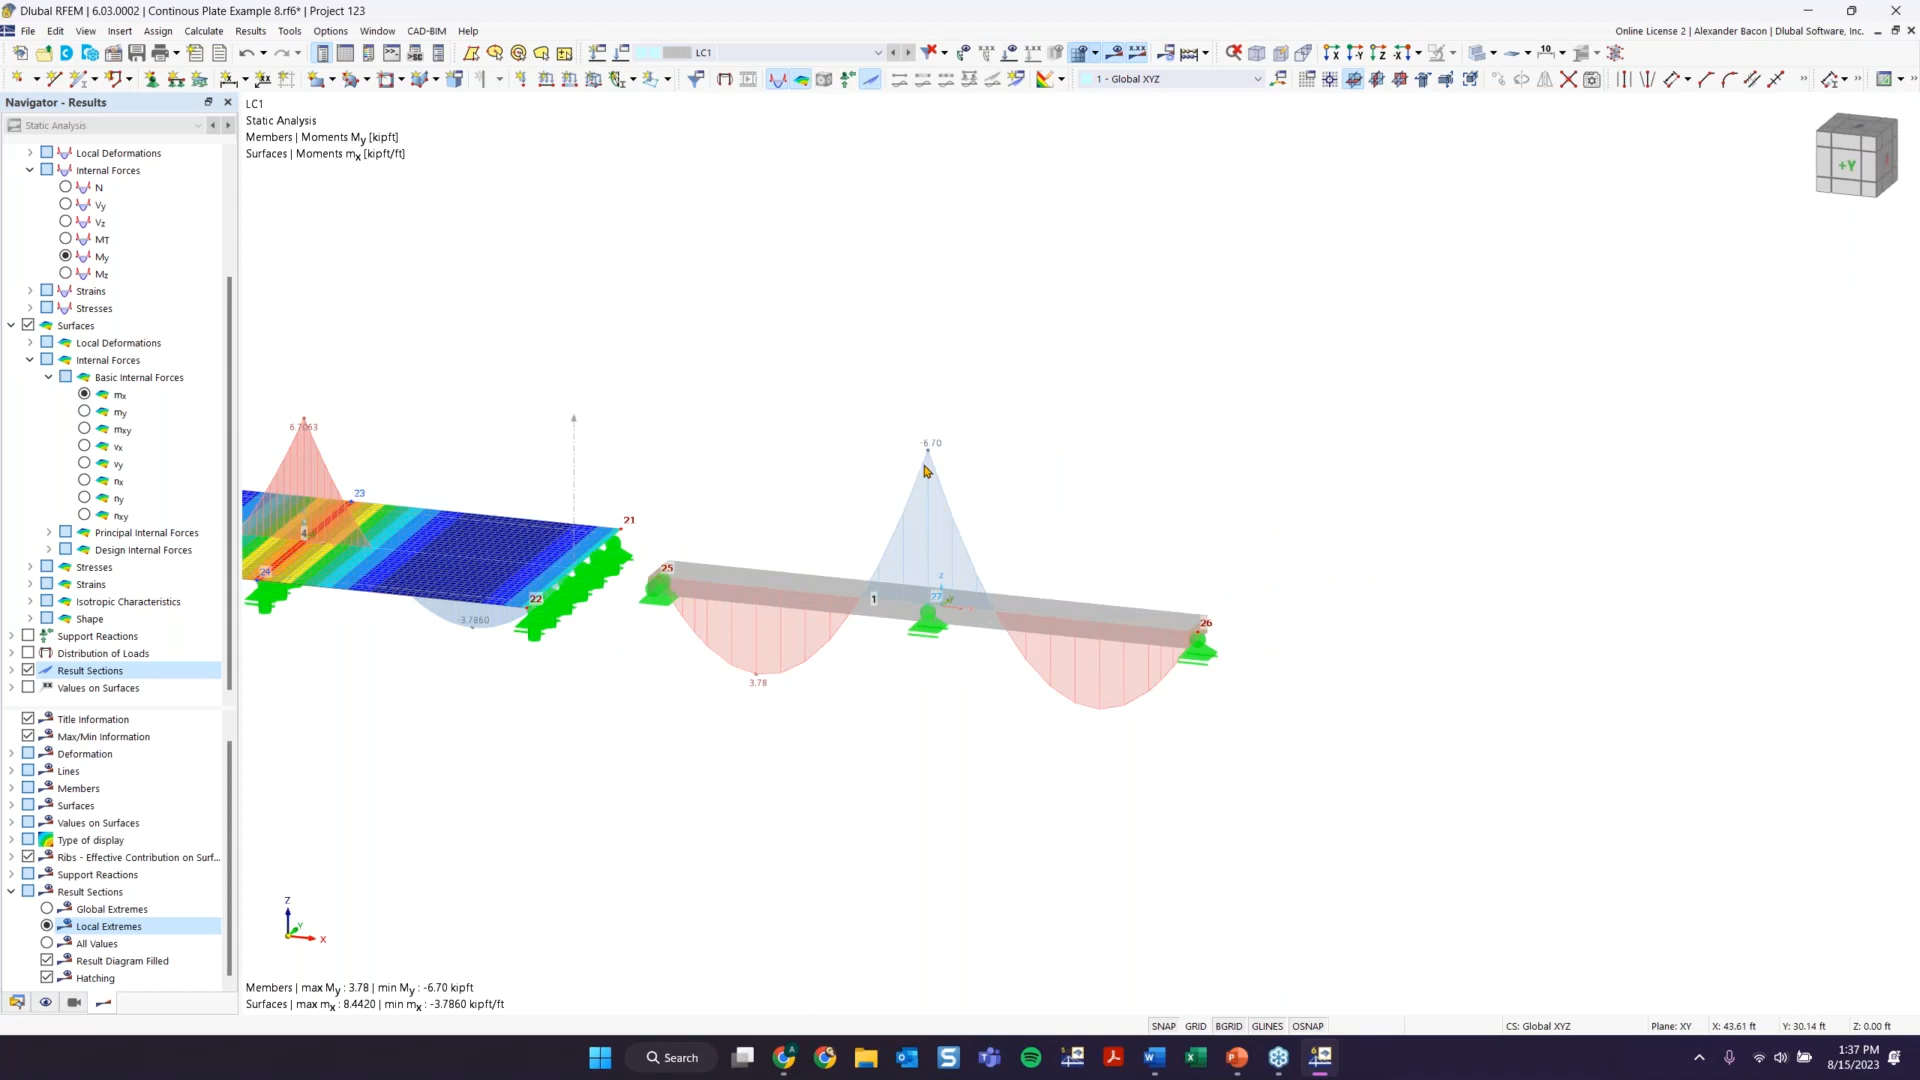 Dlubal RFEM | 6.03.0002 | Continous Plate Example 8.rf6* | Project 123
File Edit View Insert Assign Calculate Results Tools Options Window CAD-BIM Help
Online License 2 | Alexander Bacon | Dlubal Software, Inc.
LC1
1 - Global XYZ
Navigator - Results
Static Analysis
Local Deformations
Internal Forces
N
Vy
Vz
MT
My
Mz
Strains
Stresses
Surfaces
Local Deformations
Internal Forces
Basic Internal Forces
mx
my
mxy
vx
vy
nx
ny
nxy
Principal Internal Forces
Design Internal Forces
Stresses
Strains
Isotropic Characteristics
Shape
Support Reactions
Distribution of Loads
Result Sections
Values on Surfaces
Title Information
Max/Min Information
Deformation
Lines
Members
Surfaces
Values on Surfaces
Type of display
Ribs - Effective Contribution on Surf...
Support Reactions
Result Sections
Global Extremes
Local Extremes
All Values
Result Diagram Filled
Hatching
LC1
Static Analysis
Members | Moments My [kipft]
Surfaces | Moments mx [kipft/ft]
+Y
6.7063
23
4
24
21
22
-3.7860
-6.70
25
1
z
27
26
3.78
Z
Y
X
Members | max My : 3.78 | min My : -6.70 kipft
Surfaces | max mx : 8.4420 | min mx : -3.7860 kipft/ft
SNAP GRID BGRID GLINES OSNAP
CS: Global XYZ
Plane: XY
X: 43.61 ft
Y: 30.14 ft
Z: 0.00 ft
Search
1:37 PM
8/15/2023